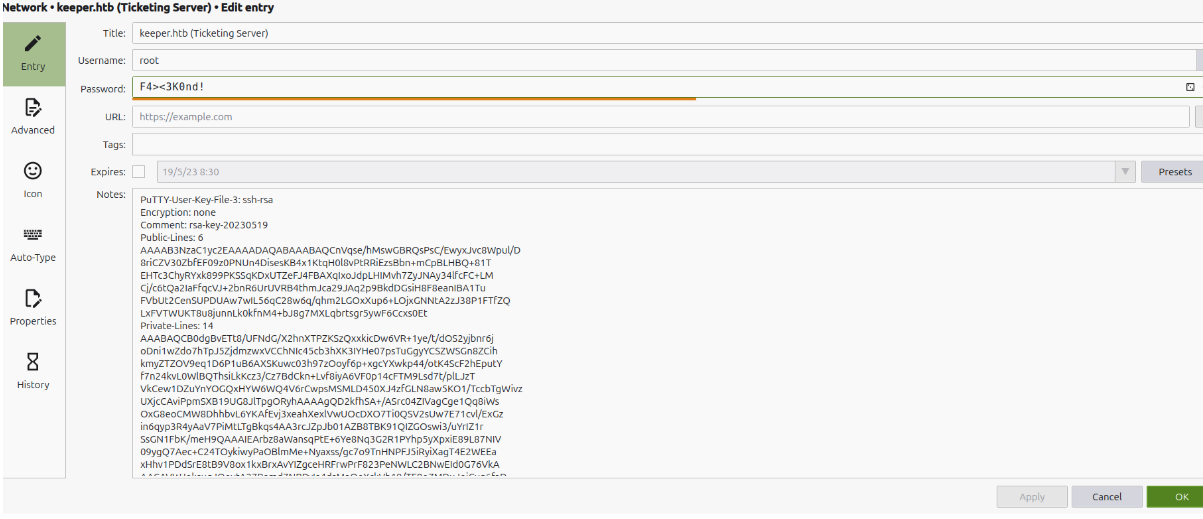 Network • keeper.htb (Ticketing Server) • Edit entry
Entry
Advanced
Icon
Auto-Type
Properties
History
Title: keeper.htb (Ticketing Server)
Username: root
Password: F4><3K0nd!
URL: https://example.com
Tags:
Expires: 19/5/23 8:30 Presets
Notes: PuTTY-User-Key-File-3: ssh-rsa
Encryption: none
Comment: rsa-key-20230519
Public-Lines: 6
AAAAB3NzaC1yc2EAAAADAQABAAABAQCnVqse/hMswGBRQsPsC/EwyxJvc8Wpul/D
8riCZV30ZbfEF09z0PNUn4DisesKB4x1KtqH0l8vPtRRiEzsBbn+mCpBLHBQ+81T
EHTc3ChyRYxk899PKSSqKDxUTZeFJ4FBAXqIxoJdpLHIMvh7ZyJNAy34lfcFC+LM
Cj/c6tQa2IaFfqcVJ+2bnR6UrUVRB4thmJca29JAq2p9BkdDGsiH8F8eanIBA1Tu
FVbUt2CenSUPDUAw7wIL56qC28w6q/qhm2LGOxXup6+LOjxGNNtA2zJ38P1FTfZQ
LxFVTWUKT8u8junnLk0kfnM4+bJ8g7MXLqbrtsgr5ywF6Ccxs0Et
Private-Lines: 14
AAABAQCB0dgBvETt8/UFNdG/X2hnXTPZKSzQxxkicDw6VR+1ye/t/dOS2yjbnr6j
oDni1wZdo7hTpJ5ZjdmzwxVCChNIc45cb3hXK3IYHe07psTuGgyYCSZWSGn8ZCih
kmyZTZOV9eq1D6P1uB6AXSKuwc03h97zOoyf6p+xgcYXwkp44/otK4ScF2hEputY
f7n24kvL0WlBQThsiLkKcz3/Cz7BdCkn+Lvf8iyA6VF0p14cFTM9Lsd7t/plLJzT
VkCew1DZuYnYOGQxHYW6WQ4V6rCwpsMSMLD450XJ4zfGLN8aw5KO1/TccbTgWivz
UXjcCAviPpmSXB19UG8JlTpgORyhAAAAgQD2kfhSA+/ASrc04ZIVagCge1Qq8iWs
OxG8eoCMW8DhhbvL6YKAfEvj3xeahXexlVwUOcDXO7Ti0QSV2sUw7E71cvl/ExGz
in6qyp3R4yAaV7PiMtLTgBkqs4AA3rcJZpJb01AZB8TBK91QIZGOswi3/uYrIZ1r
SsGN1FbK/meH9QAAAIEArbz8aWansqPtE+6Ye8Nq3G2R1PYhp5yXpxiE89L87NIV
09ygQ7Aec+C24TOykiwyPaOBlmMe+Nyaxss/gc7o9TnHNPFJ5iRyiXagT4E2WEEa
xHhv1PDdSrE8tB9V8ox1kxBrxAvYIZgceHRFrwPrF823PeNWLC2BNwEId0G76VkA
Apply Cancel OK